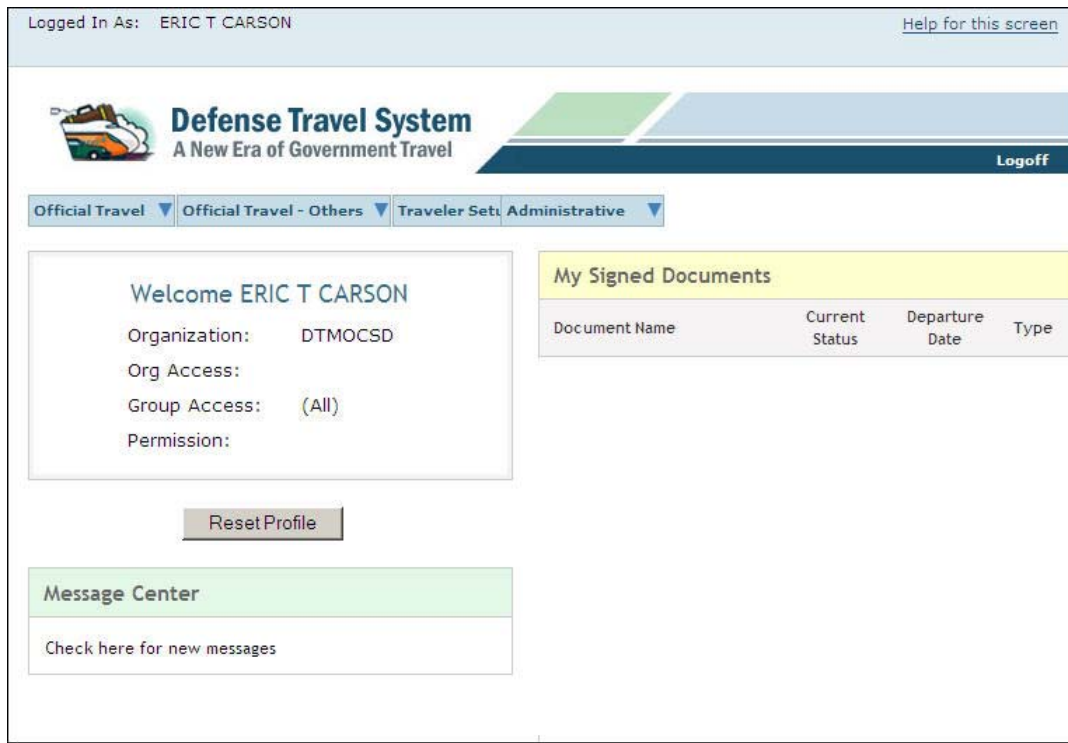 Logged In As: ERIC T CARSON Help for this screen
Defense Travel System
A New Era of Government Travel
Logoff
Official Travel Official Travel - Others Traveler Setu Administrative
Welcome ERIC T CARSON
Organization: DTMOCSD
Org Access:
Group Access: (All)
Permission:
Reset Profile
Message Center
Check here for new messages
My Signed Documents
Document Name Current Status Departure Date Type